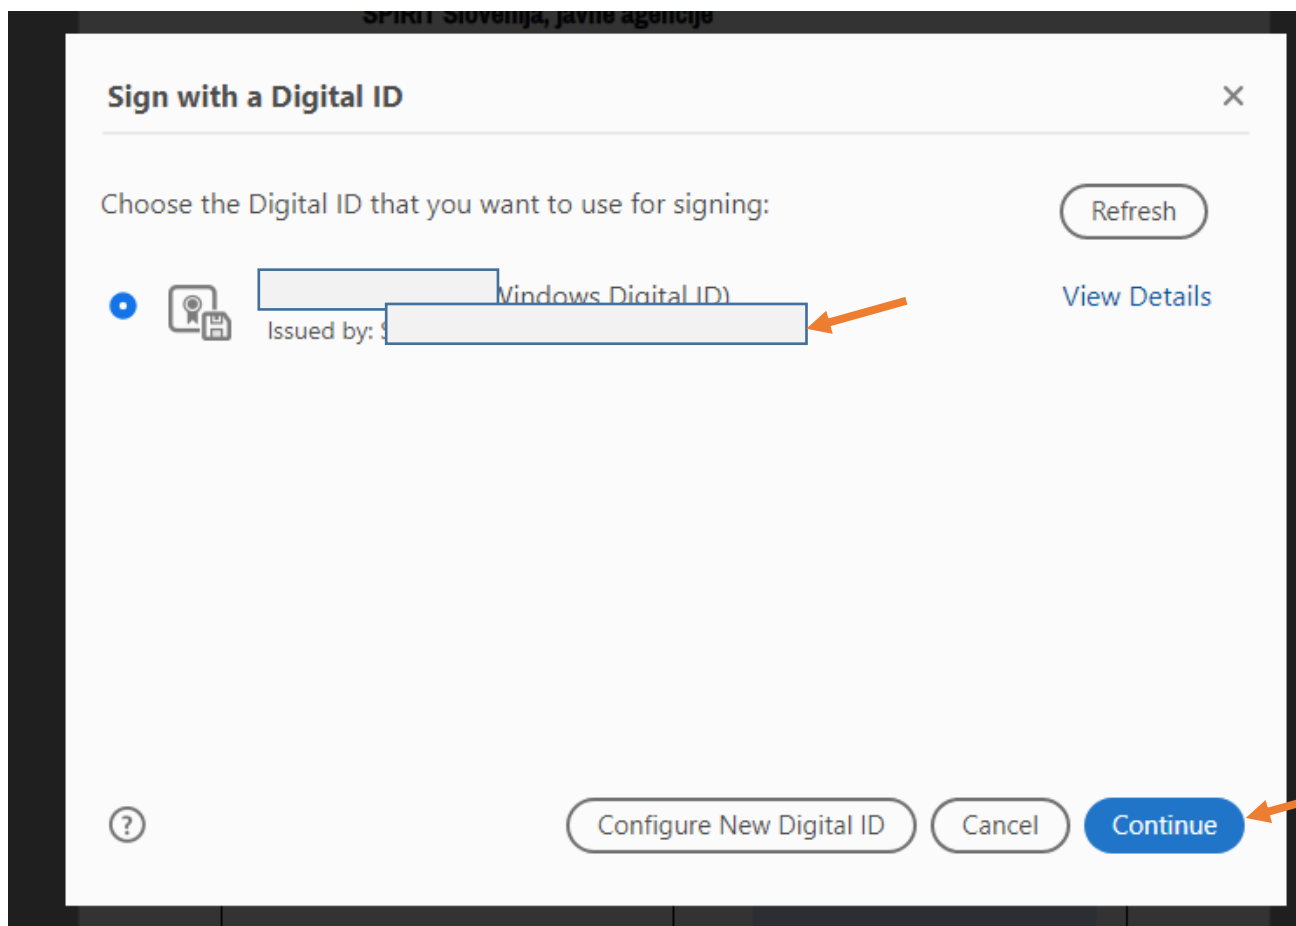 SPIRIT Slovenija, javne agencije
Sign with a Digital ID
Choose the Digital ID that you want to use for signing:
Refresh
Windows Digital ID)
View Details
Issued by: S
?
Configure New Digital ID
Cancel
Continue